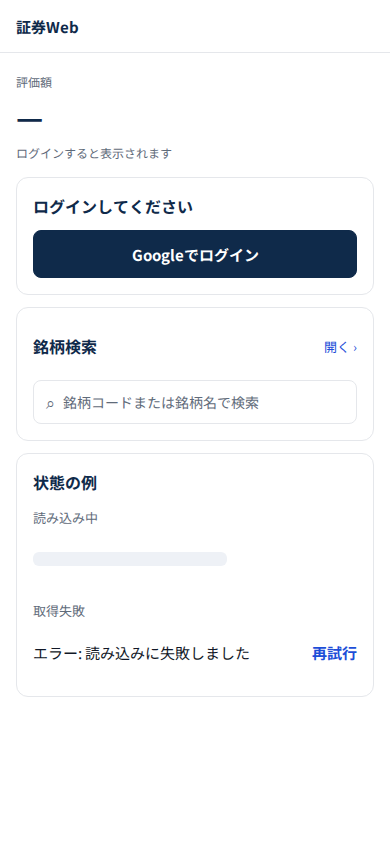 証券Web
評価額
—
ログインすると表示されます
ログインしてください
Googleでログイン
銘柄検索
開く ›
⌕ 銘柄コードまたは銘柄名で検索
状態の例
読み込み中
取得失敗
エラー: 読み込みに失敗しました
再試行